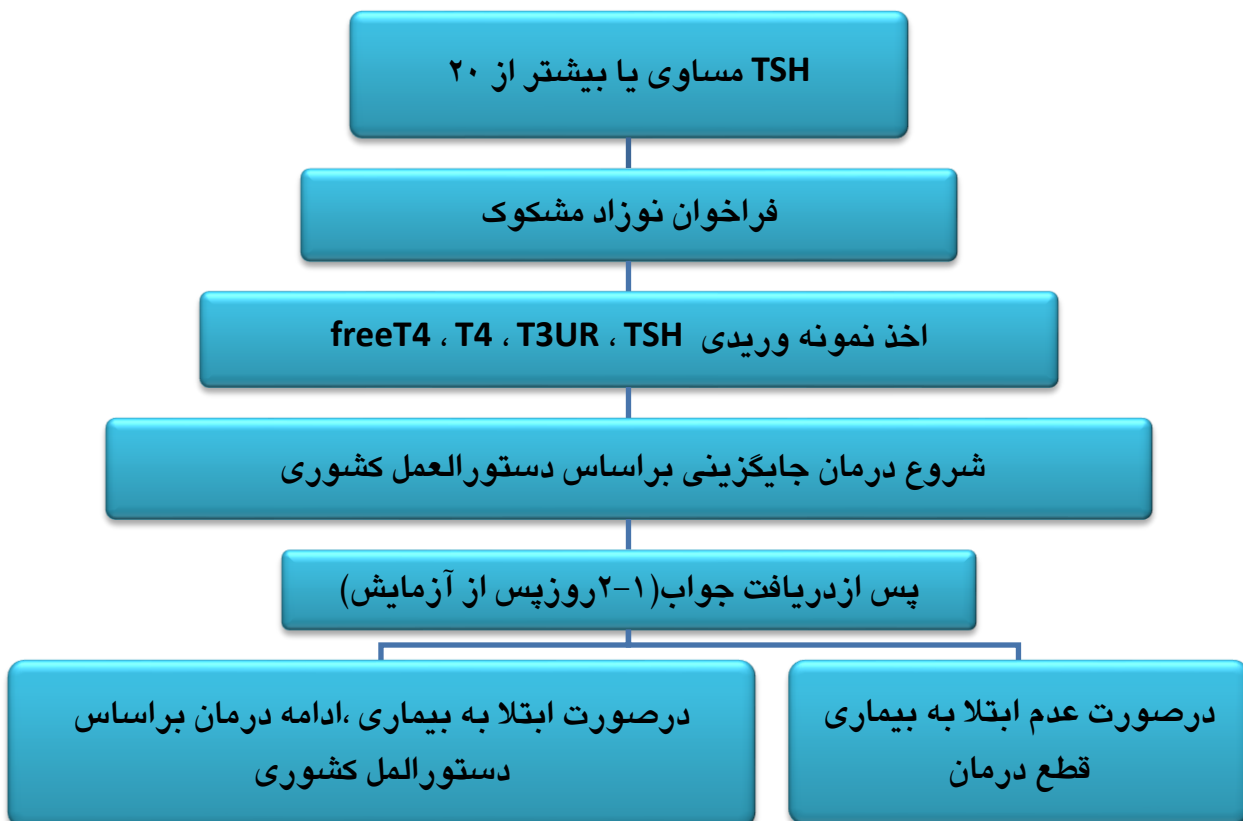 TSH مساوی یا بیشتر از ۲۰
فراخوان نوزاد مشکوک
اخذ نمونه وریدی freeT4 ، T4 ، T3UR ، TSH
شروع درمان جایگزینی براساس دستورالعمل کشوری
پس ازدریافت جواب(۱-۲روزپس از آزمایش)
درصورت عدم ابتلا به بیماری
قطع درمان
درصورت ابتلا به بیماری ،ادامه درمان براساس
دستورالمل کشوری